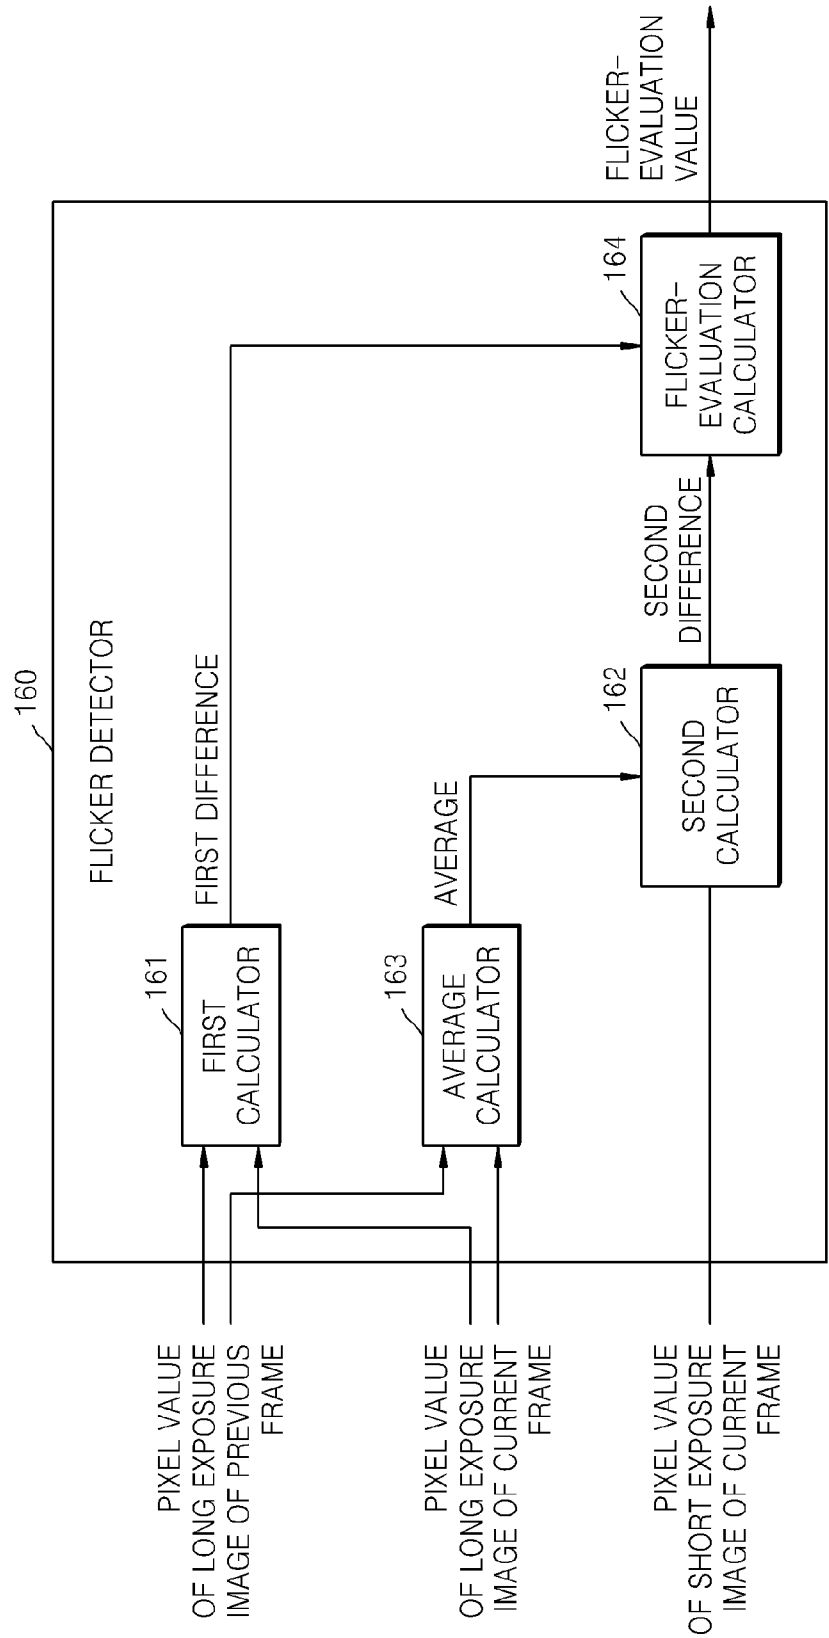 160
FLICKER DETECTOR
PIXEL VALUE
OF LONG EXPOSURE
IMAGE OF PREVIOUS
FRAME
161
FIRST
CALCULATOR
FIRST DIFFERENCE
PIXEL VALUE
OF LONG EXPOSURE
IMAGE OF CURRENT
FRAME
163
AVERAGE
CALCULATOR
AVERAGE
PIXEL VALUE
OF SHORT EXPOSURE
IMAGE OF CURRENT
FRAME
162
SECOND
CALCULATOR
SECOND
DIFFERENCE
164
FLICKER-
EVALUATION
CALCULATOR
FLICKER-
EVALUATION
VALUE